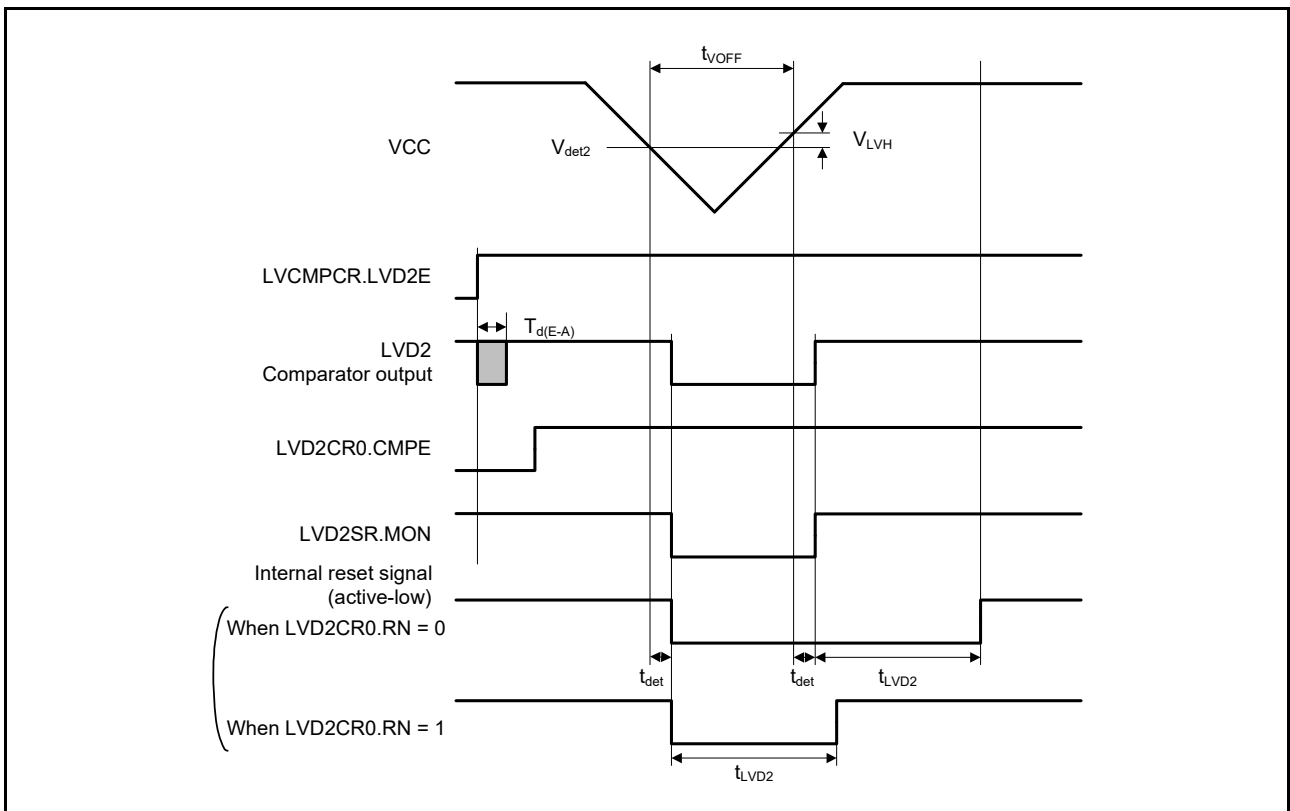 tVOFF
VCC
Vdet2
VLVH
LVCMPCR.LVD2E
Td(E-A)
LVD2
Comparator output
LVD2CR0.CMPE
LVD2SR.MON
Internal reset signal
(active-low)
When LVD2CR0.RN = 0
tdet
tdet
tLVD2
When LVD2CR0.RN = 1
tLVD2